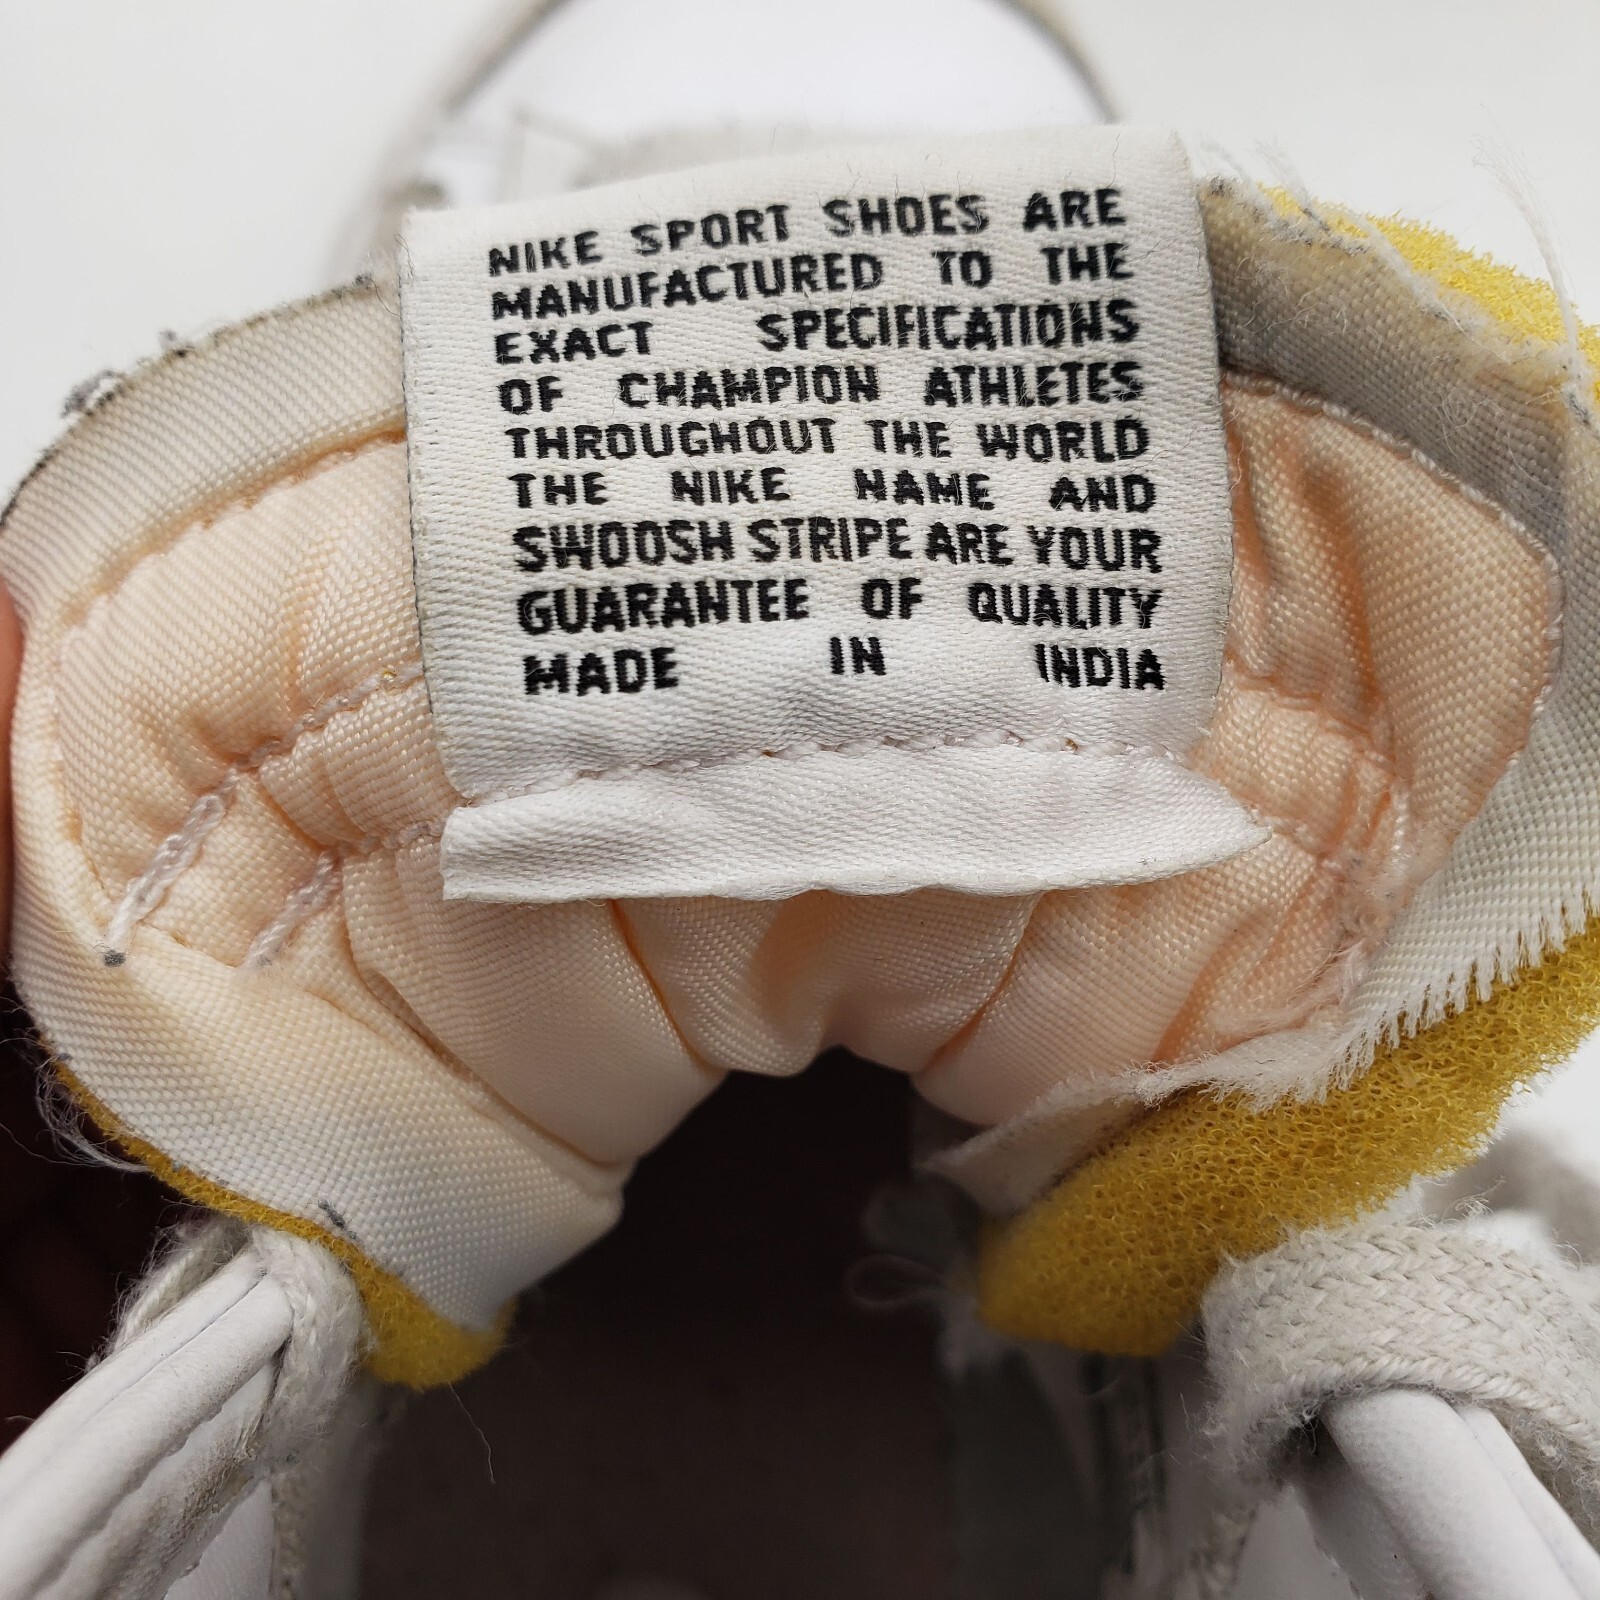 NIKE SPORT SHOES ARE
MANUFACTURED TO THE
EXACT SPECIFICATIONS
OF CHAMPION ATHLETES
THROUGHOUT THE WORLD
THE NIKE NAME AND
SWOOSH STRIPE ARE YOUR
GUARANTEE OF QUALITY
MADE IN INDIA